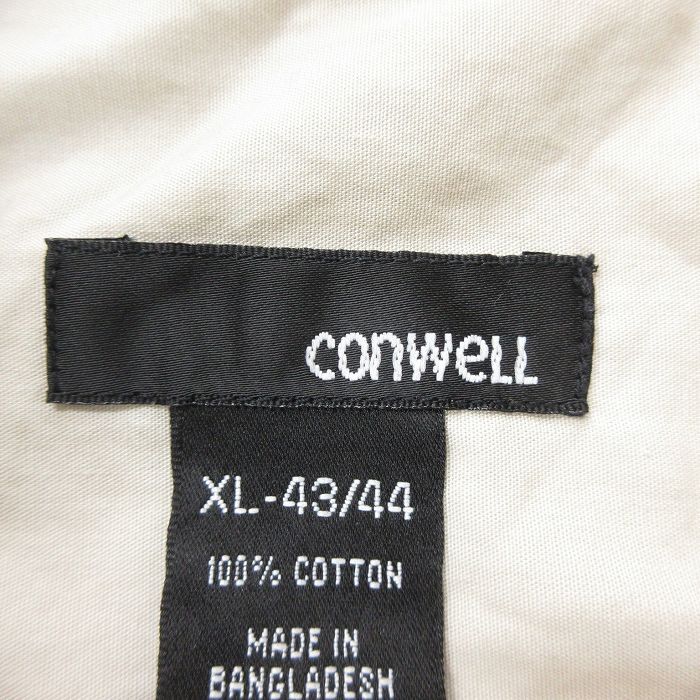 conwell
XL-43/44
100% COTTON
MADE IN
BANGLADESH